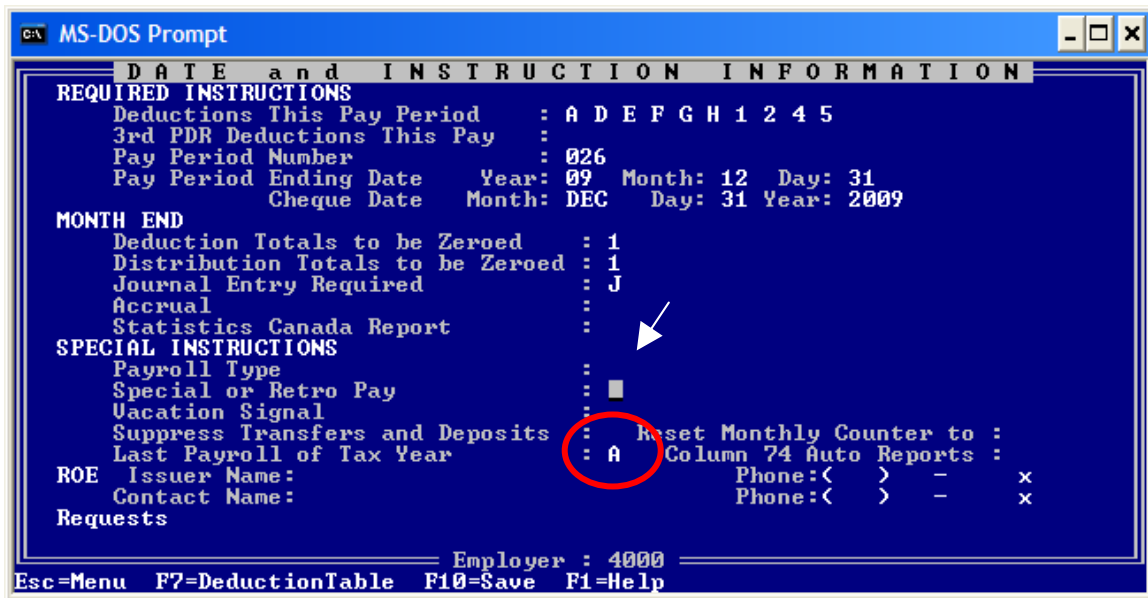 MS-DOS Prompt
DATE and INSTRUCTION INFORMATION
REQUIRED INSTRUCTIONS
Deductions This Pay Period : A D E F G H 1 2 4 5
3rd PDR Deductions This Pay :
Pay Period Number : 026
Pay Period Ending Date Year: 09 Month: 12 Day: 31
Cheque Date Month: DEC Day: 31 Year: 2009
MONTH END
Deduction Totals to be Zeroed : 1
Distribution Totals to be Zeroed : 1
Journal Entry Required : J
Accrual :
Statistics Canada Report :
SPECIAL INSTRUCTIONS
Payroll Type :
Special or Retro Pay :
Vacation Signal :
Suppress Transfers and Deposits : Reset Monthly Counter to :
Last Payroll of Tax Year : A Column 74 Auto Reports :
ROE Issuer Name: Phone:( ) - x
Contact Name: Phone:( ) - x
Requests
Employer : 4000
Esc=Menu F7=DeductionTable F10=Save F1=Help